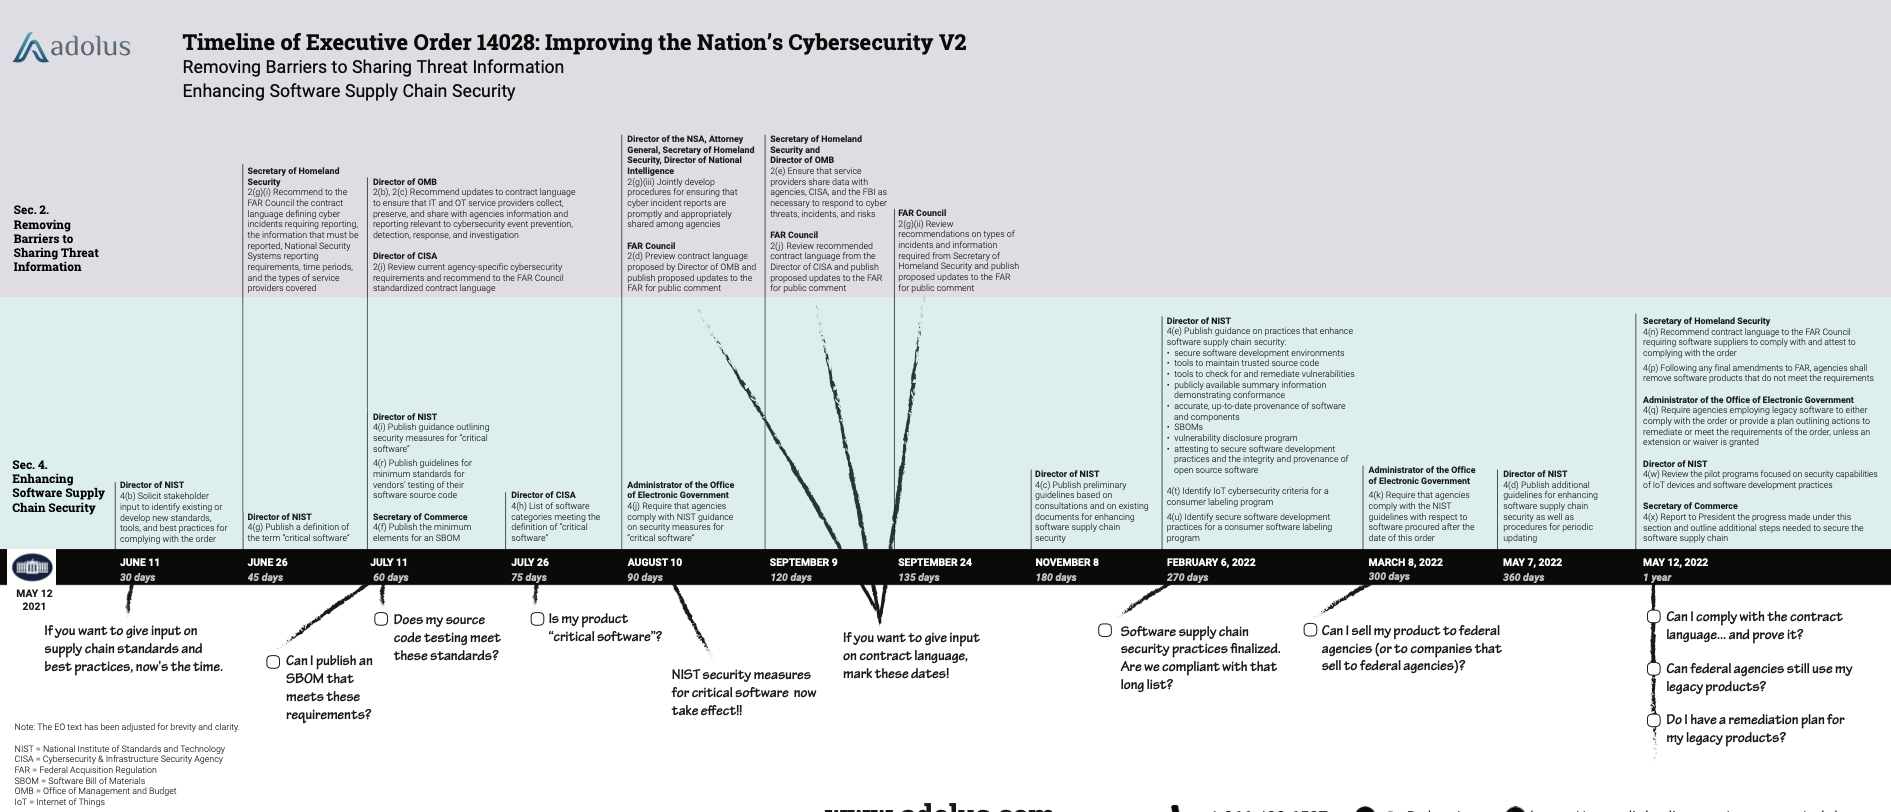 adolus
Timeline of Executive Order 14028: Improving the Nation's Cybersecurity V2
Removing Barriers to Sharing Threat Information
Enhancing Software Supply Chain Security
Sec. 2.
Removing
Barriers to
Sharing Threat
Information
Secretary of Homeland
Security
2(g)(i) Recommend to the
FAR Council the contract
language defining cyber
incidents requiring reporting,
the information that must be
reported, National Security
Systems reporting
requirements, time periods,
and the types of service
providers covered
Director of OMB
2(b), 2(c) Recommend updates to contract language
to ensure that IT and OT service providers collect,
preserve, and share with agencies information and
reporting relevant to cybersecurity event prevention,
detection, response, and investigation
Director of CISA
2(i) Review current agency-specific cybersecurity
requirements and recommend to the FAR Council
standardized contract language
Director of the NSA, Attorney
General, Secretary of Homeland
Security, Director of National
Intelligence
2(g)(iii) Jointly develop
procedures for ensuring that
cyber incident reports are
promptly and appropriately
shared among agencies
FAR Council
2(d) Preview contract language
proposed by Director of OMB and
publish proposed updates to the
FAR for public comment
Secretary of Homeland
Security and
Director of OMB
2(e) Ensure that service
providers share data with
agencies, CISA, and the FBI as
necessary to respond to cyber
threats, incidents, and risks
FAR Council
2(j) Review recommended
contract language from the
Director of CISA and publish
proposed updates to the FAR
for public comment
FAR Council
2(g)(ii) Review
recommendations on types of
incidents and information
required from Secretary of
Homeland Security and publish
proposed updates to the FAR
for public comment
Sec. 4.
Enhancing
Software Supply
Chain Security
Director of NIST
4(b) Solicit stakeholder
input to identify existing or
develop new standards,
tools, and best practices for
complying with the order
Director of NIST
4(g) Publish a definition of
the term "critical software"
Director of NIST
4(i) Publish guidance outlining
security measures for "critical
software"
4(r) Publish guidelines for
minimum standards for
vendors' testing of their
software source code
Secretary of Commerce
4(f) Publish the minimum
elements for an SBOM
Director of CISA
4(h) List of software
categories meeting the
definition of "critical
software"
Administrator of the Office
of Electronic Government
4(j) Require that agencies
comply with NIST guidance
on security measures for
"critical software"
Director of NIST
4(c) Publish preliminary
guidelines based on
consultations and on existing
documents for enhancing
software supply chain
security
Director of NIST
4(e) Publish guidance on practices that enhance
software supply chain security:
• secure software development environments
• tools to maintain trusted source code
• tools to check for and remediate vulnerabilities
• publicly available summary information
demonstrating conformance
• accurate, up-to-date provenance of software
and components
• SBOMs
• vulnerability disclosure program
• attesting to secure software development
practices and the integrity and provenance of
open source software
4(t) Identify IoT cybersecurity criteria for a
consumer labeling program
4(u) Identify secure software development
practices for a consumer software labeling
program
Administrator of the Office
of Electronic Government
4(k) Require that agencies
comply with the NIST
guidelines with respect to
software procured after the
date of this order
Director of NIST
4(d) Publish additional
guidelines for enhancing
software supply chain
security as well as
procedures for periodic
updating
Secretary of Homeland Security
4(n) Recommend contract language to the FAR Council
requiring software suppliers to comply with and attest to
complying with the order
4(p) Following any final amendments to FAR, agencies shall
remove software products that do not meet the requirements
Administrator of the Office of Electronic Government
4(q) Require agencies employing legacy software to either
comply with the order or provide a plan outlining actions to
remediate or meet the requirements of the order, unless an
extension or waiver is granted
Director of NIST
4(w) Review the pilot programs focused on security capabilities
of IoT devices and software development practices
Secretary of Commerce
4(x) Report to President the progress made under this
section and outline additional steps needed to secure the
software supply chain
MAY 12
2021
JUNE 11
30 days
JUNE 26
45 days
JULY 11
60 days
JULY 26
75 days
AUGUST 10
90 days
SEPTEMBER 9
120 days
SEPTEMBER 24
135 days
NOVEMBER 8
180 days
FEBRUARY 6, 2022
270 days
MARCH 8, 2022
300 days
MAY 7, 2022
360 days
MAY 12, 2022
1 year
If you want to give input on
supply chain standards and
best practices, now's the time.
Can I publish an
SBOM that
meets these
requirements?
Does my source
code testing meet
these standards?
Is my product
"critical software"?
NIST security measures
for critical software now
take effect!!
If you want to give input
on contract language,
mark these dates!
Software supply chain
security practices finalized.
Are we compliant with that
long list?
Can I sell my product to federal
agencies (or to companies that
sell to federal agencies)?
Can I comply with the contract
language... and prove it?
Can federal agencies still use my
legacy products?
Do I have a remediation plan for
my legacy products?
Note: The EO text has been adjusted for brevity and clarity.
NIST = National Institute of Standards and Technology
CISA = Cybersecurity & Infrastructure Security Agency
FAR = Federal Acquisition Regulation
SBOM = Software Bill of Materials
OMB = Office of Management and Budget
IoT = Internet of Things
www.adolus.com